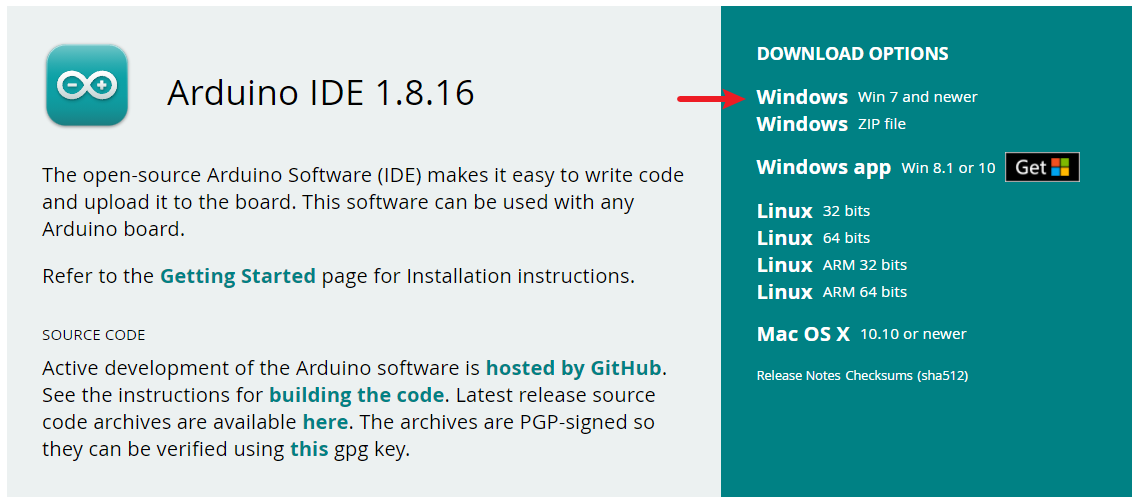 Arduino IDE 1.8.16
The open-source Arduino Software (IDE) makes it easy to write code
and upload it to the board. This software can be used with any
Arduino board.
Refer to the Getting Started page for Installation instructions.
SOURCE CODE
Active development of the Arduino software is hosted by GitHub.
See the instructions for building the code. Latest release source
code archives are available here. The archives are PGP-signed so
they can be verified using this gpg key.
DOWNLOAD OPTIONS
Windows Win 7 and newer
Windows ZIP file
Windows app Win 8.1 or 10 Get
Linux 32 bits
Linux 64 bits
Linux ARM 32 bits
Linux ARM 64 bits
Mac OS X 10.10 or newer
Release Notes Checksums (sha512)